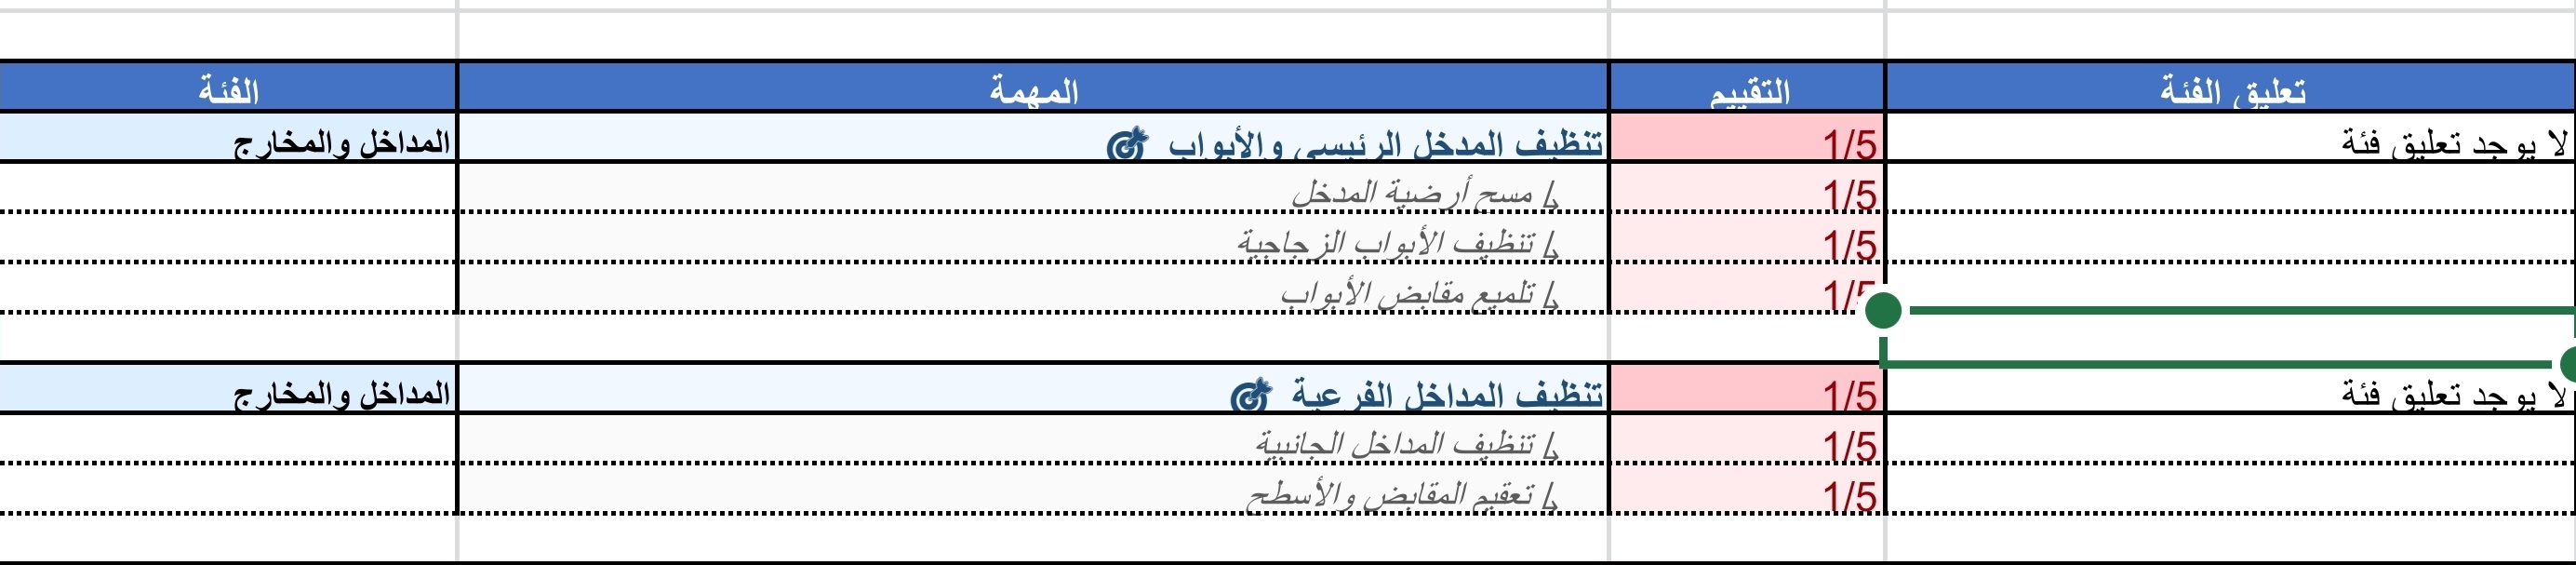 الفئة المهمة التقييم تعليق الفئة
المداخل والمخارج تنظيف المدخل الرئيسي والأبواب 🎯 1/5 لا يوجد تعليق فئة
↳ مسح أرضية المدخل 1/5
↳ تنظيف الأبواب الزجاجية 1/5
↳ تلميع مقابض الأبواب 1/5
المداخل والمخارج تنظيف المداخل الفرعية 🎯 1/5 لا يوجد تعليق فئة
↳ تنظيف المداخل الجانبية 1/5
↳ تعقيم المقابض والأسطح 1/5